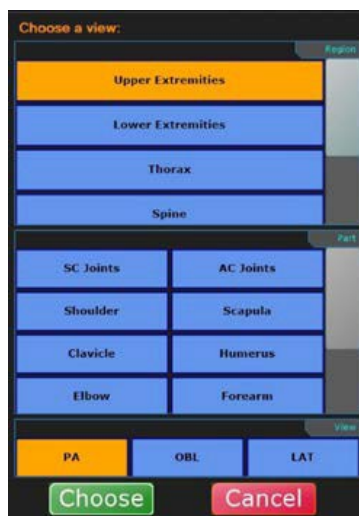 Choose a view:
Region
Upper Extremities
Lower Extremities
Thorax
Spine
Part
SC Joints AC Joints
Shoulder Scapula
Clavicle Humerus
Elbow Forearm
View
PA OBL LAT
Choose Cancel